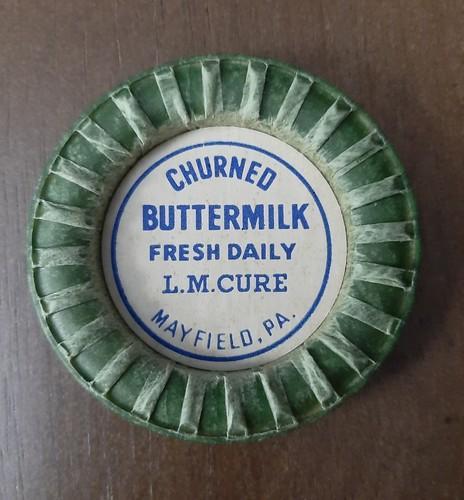 CHURNED
BUTTERMILK
FRESH DAILY
L.M.CURE
MAYFIELD, PA.